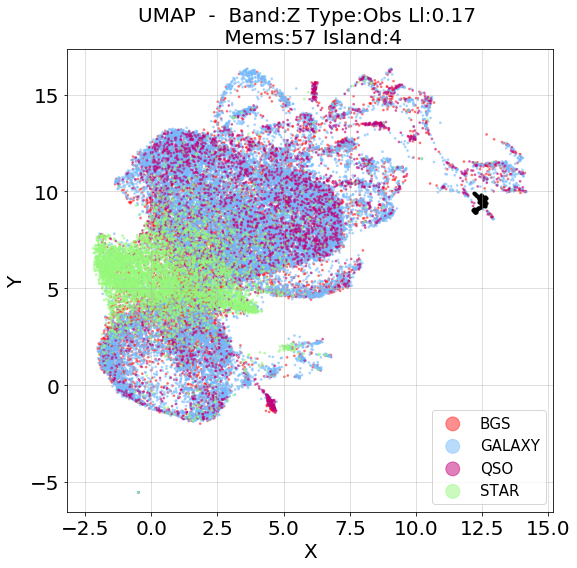 UMAP  -  Band:Z Type:Obs Ll:0.17
Mems:57 Island:4
Y
15
10
5
0
−5
−2.5 0.0 2.5 5.0 7.5 10.0 12.5 15.0
X
BGS
GALAXY
QSO
STAR